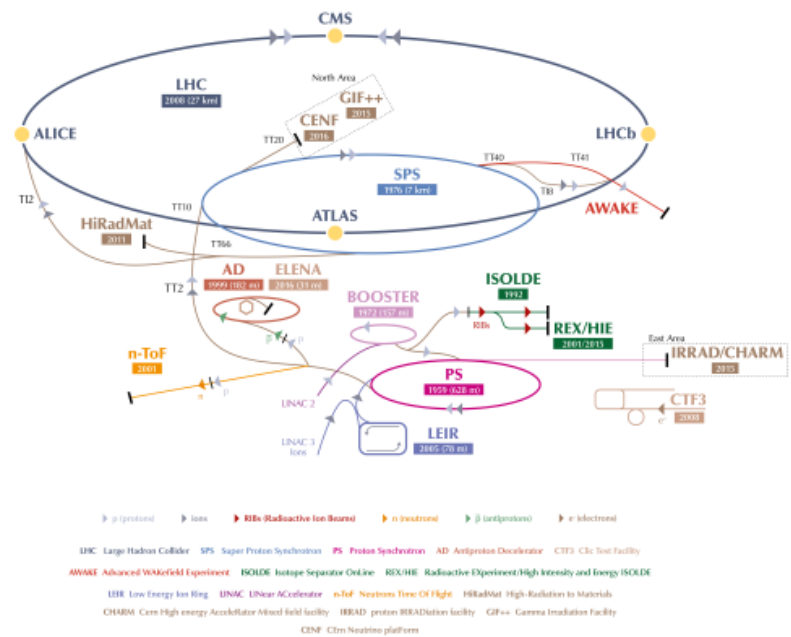 CMS
LHC
2008 (27 km)
North Area
GIF++
2015
CENF
2016
ALICE
LHCb
TT20
TT40
TT41
SPS
1976 (7 km)
TI8
TI2
TT10
ATLAS
AWAKE
HiRadMat
2011
TT66
AD
1999 (182 m)
ELENA
2016 (31 m)
TT2
BOOSTER
1972 (157 m)
ISOLDE
1992
RIBs
REX/HIE
2001/2015
East Area
IRRAD/CHARM
2015
n-ToF
2001
p
p
n
PS
1959 (628 m)
LINAC 2
CTF3
2008
e-
LINAC 3
Ions
LEIR
2005 (78 m)
p (protons) ions RIBs (Radioactive Ion Beams) n (neutrons) p̄ (antiprotons) e- (electrons)
LHC Large Hadron Collider SPS Super Proton Synchrotron PS Proton Synchrotron AD Antiproton Decelerator CTF3 Clic Test Facility
AWAKE Advanced WAKefield Experiment ISOLDE Isotope Separator OnLine REX/HIE Radioactive EXperiment/High Intensity and Energy ISOLDE
LEIR Low Energy Ion Ring LINAC LINear ACcelerator n-ToF Neutrons Time Of Flight HiRadMat High-Radiation to Materials
CHARM Cern High energy AcceleRator Mixed field facility IRRAD proton IRRADiation facility GIF++ Gamma Irradiation Facility
CENF CErn Neutrino platForm